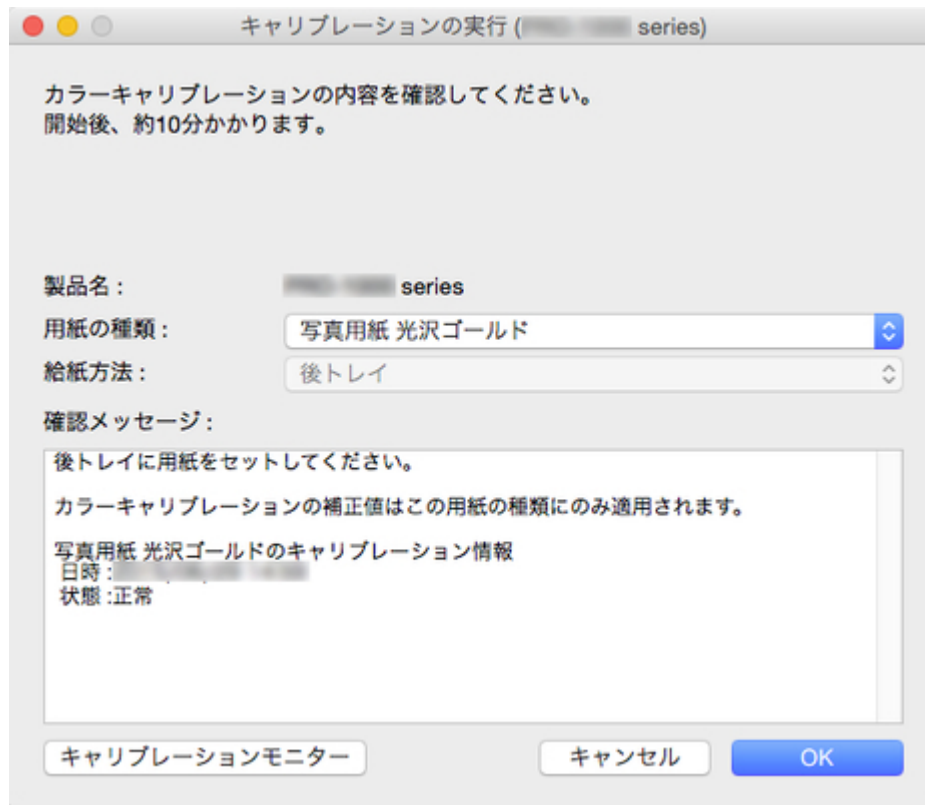 キャリブレーションの実行 ( series)
カラーキャリブレーションの内容を確認してください。
開始後、約10分かかります。
製品名 : series
用紙の種類 : 写真用紙 光沢ゴールド
給紙方法 : 後トレイ
確認メッセージ :
後トレイに用紙をセットしてください。
カラーキャリブレーションの補正値はこの用紙の種類にのみ適用されます。
写真用紙 光沢ゴールドのキャリブレーション情報
日時 :
状態 :正常
キャリブレーションモニター キャンセル OK